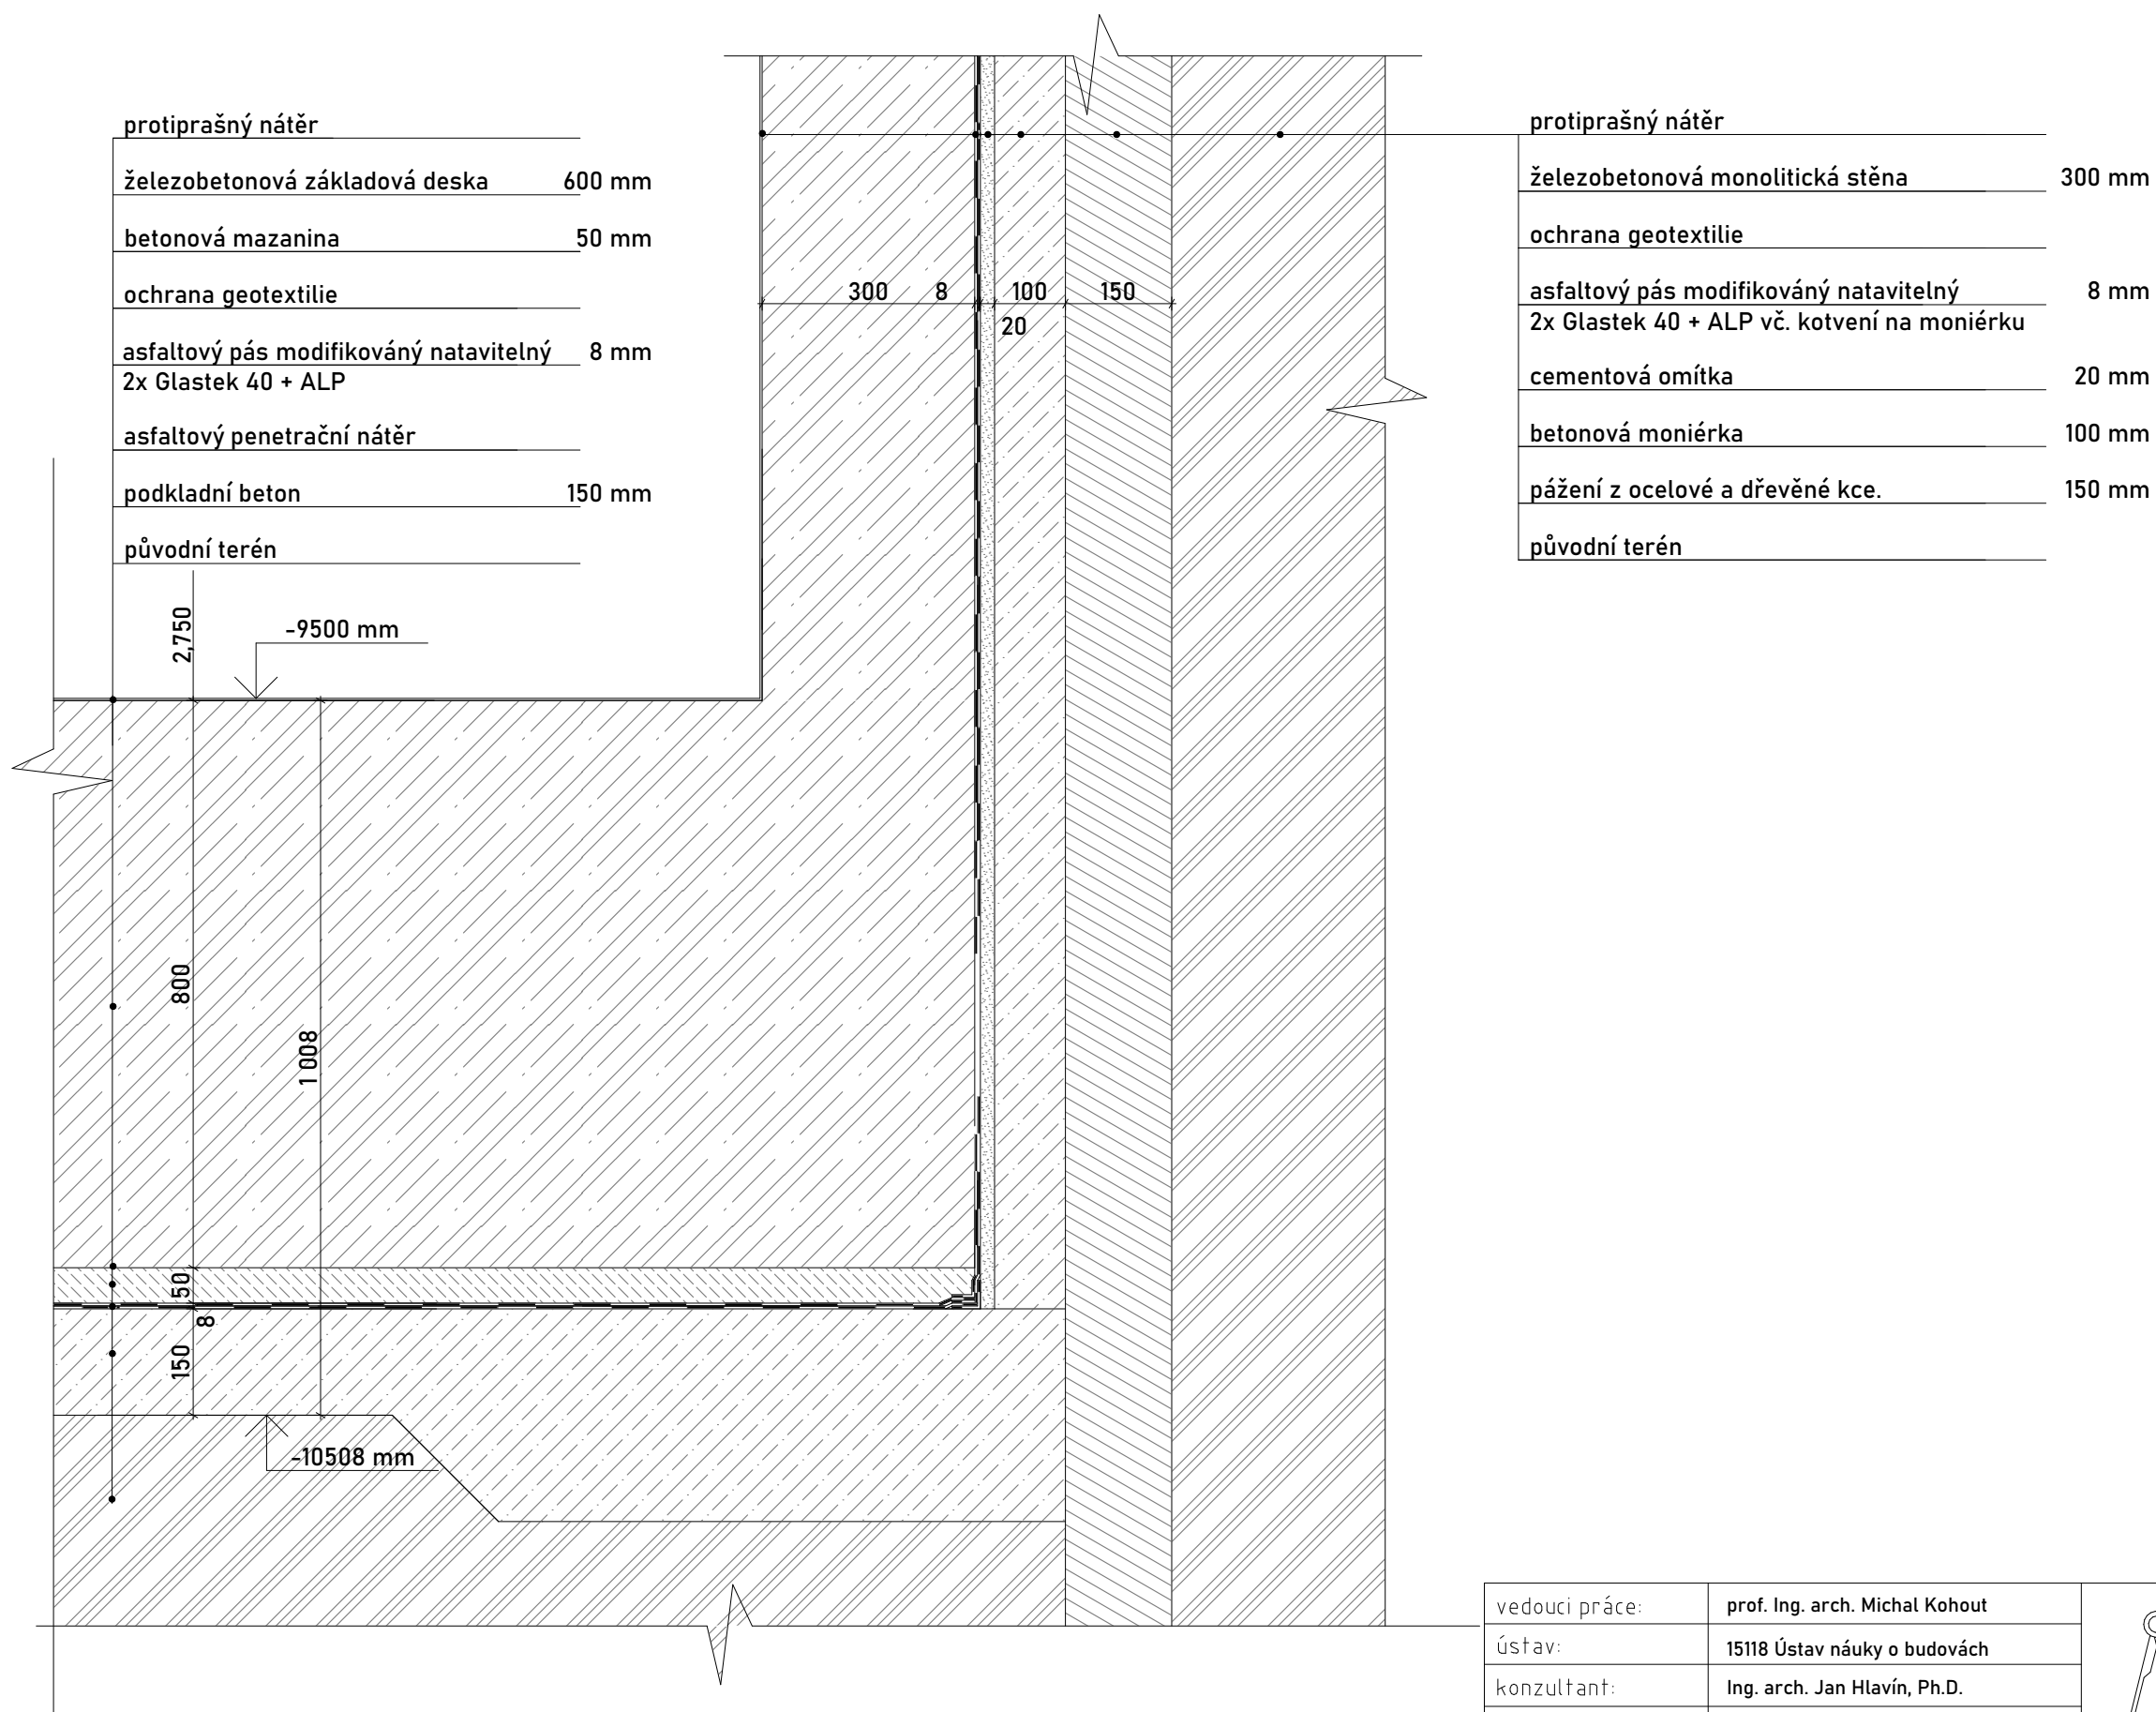 protiprašný nátěr
železobetonová základová deska 600 mm
betonová mazanina 50 mm
ochrana geotextilie
asfaltový pás modifikováný natavitelný 8 mm
2x Glastek 40 + ALP
asfaltový penetrační nátěr
podkladní beton 150 mm
původní terén
protiprašný nátěr
železobetonová monolitická stěna 300 mm
ochrana geotextilie
asfaltový pás modifikováný natavitelný 8 mm
2x Glastek 40 + ALP vč. kotvení na moniérku
cementová omítka 20 mm
betonová moniérka 100 mm
pážení z ocelové a dřevěné kce. 150 mm
původní terén
300 8 100 150
20
2,750
-9500 mm
800
1 008
50
8
150
-10508 mm
vedouci práce: prof. Ing. arch. Michal Kohout
ústav: 15118 Ústav náuky o budovách
konzultant: Ing. arch. Jan Hlavín, Ph.D.